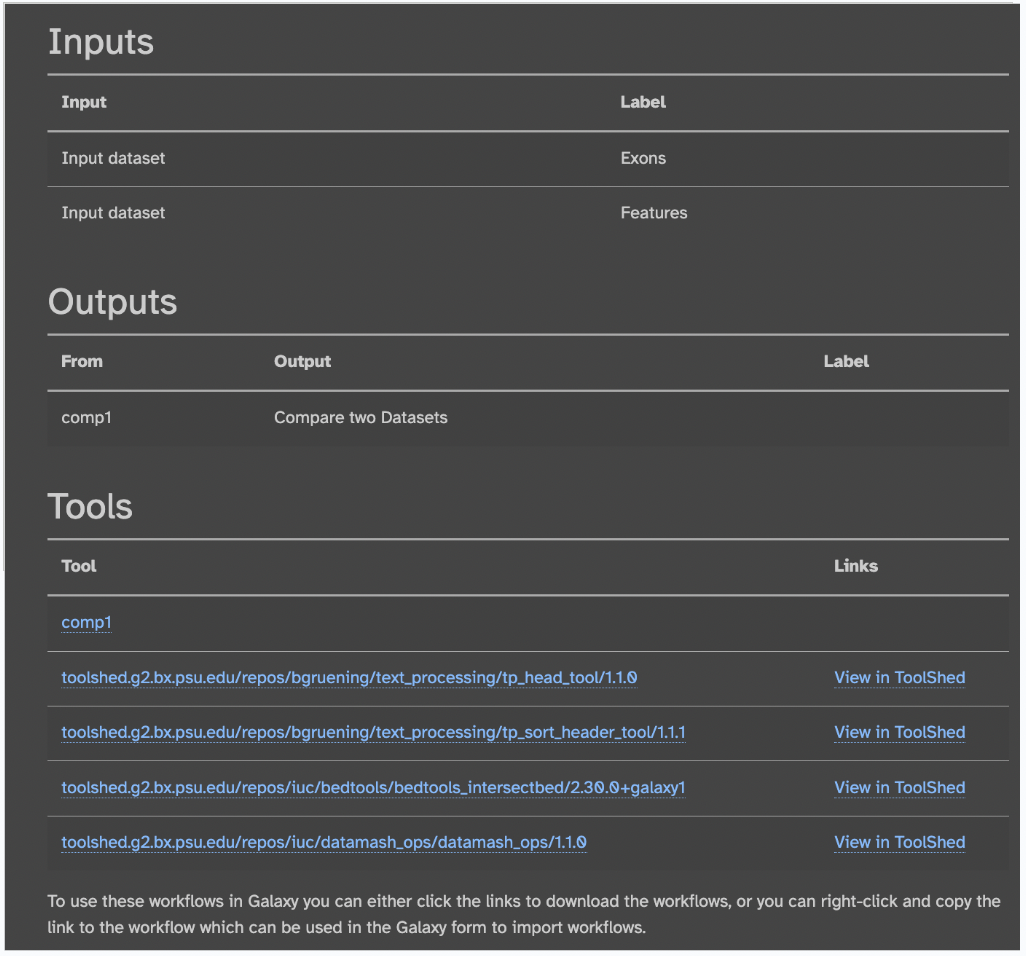 Inputs
Input Label
Input dataset Exons
Input dataset Features
Outputs
From Output Label
comp1 Compare two Datasets
Tools
Tool Links
comp1
toolshed.g2.bx.psu.edu/repos/bgruening/text_processing/tp_head_tool/1.1.0 View in ToolShed
toolshed.g2.bx.psu.edu/repos/bgruening/text_processing/tp_sort_header_tool/1.1.1 View in ToolShed
toolshed.g2.bx.psu.edu/repos/iuc/bedtools/bedtools_intersectbed/2.30.0+galaxy1 View in ToolShed
toolshed.g2.bx.psu.edu/repos/iuc/datamash_ops/datamash_ops/1.1.0 View in ToolShed
To use these workflows in Galaxy you can either click the links to download the workflows, or you can right-click and copy the
link to the workflow which can be used in the Galaxy form to import workflows.